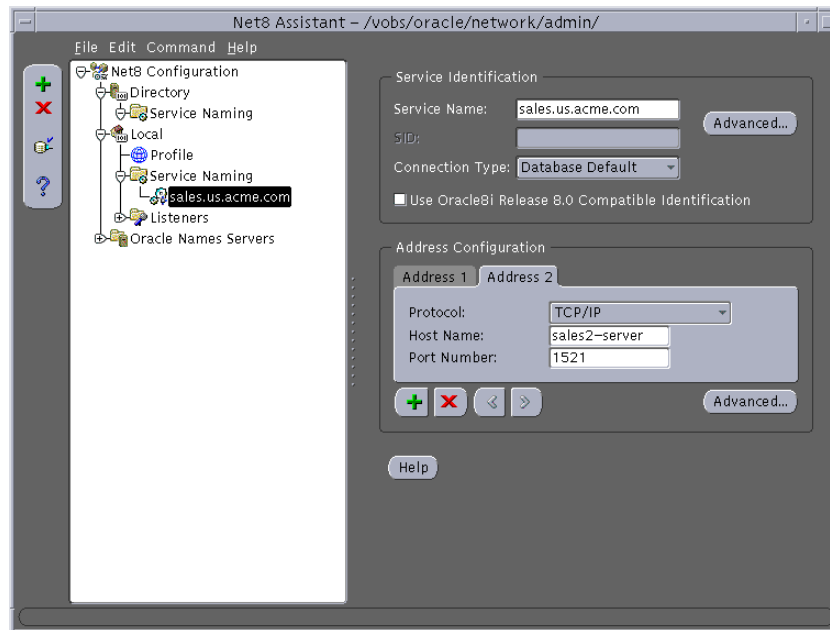 Net8 Assistant – /vobs/oracle/network/admin/
File Edit Command Help
Net8 Configuration
Directory
Service Naming
Local
Profile
Service Naming
sales.us.acme.com
Listeners
Oracle Names Servers
Service Identification
Service Name: sales.us.acme.com
Advanced...
SID:
Connection Type: Database Default
Use Oracle8i Release 8.0 Compatible Identification
Address Configuration
Address 1 Address 2
Protocol: TCP/IP
Host Name: sales2–server
Port Number: 1521
Advanced...
Help